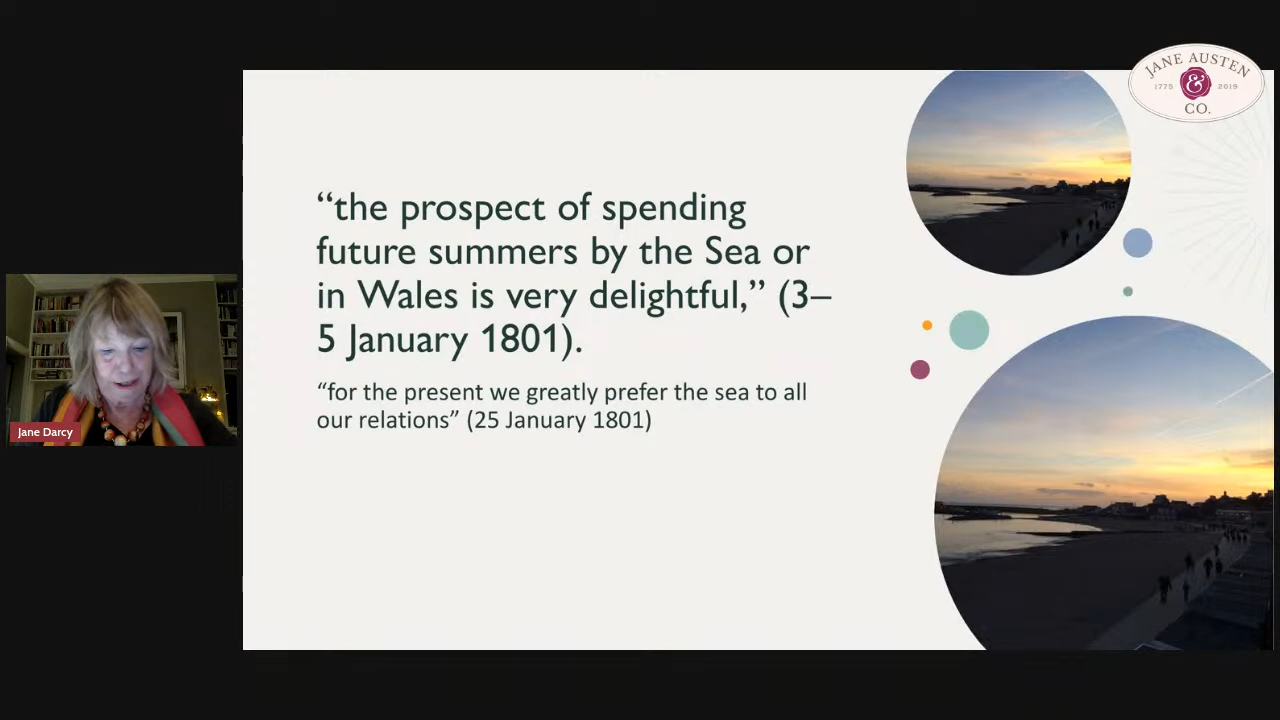 JANE AUSTEN
1775 & 2019
CO.
“the prospect of spending
future summers by the Sea or
in Wales is very delightful,” (3–
5 January 1801).
“for the present we greatly prefer the sea to all
our relations” (25 January 1801)
Jane Darcy